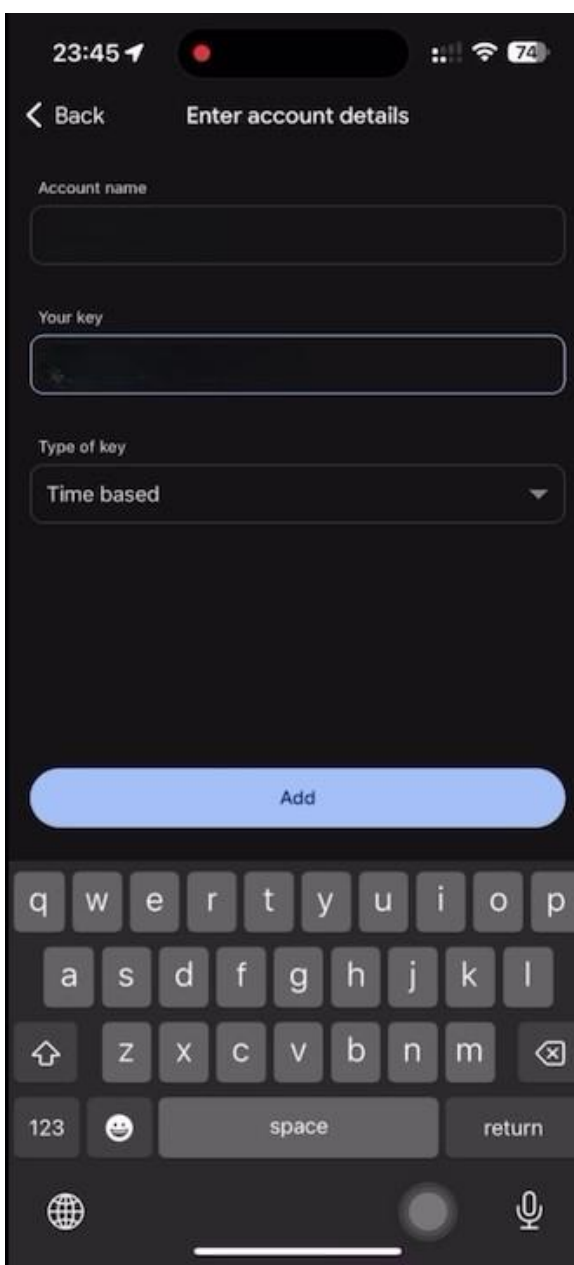 23:45 74
Back Enter account details
Account name
Your key
Type of key
Time based
Add
q w e r t y u i o p
a s d f g h j k l
z x c v b n m
123 space return